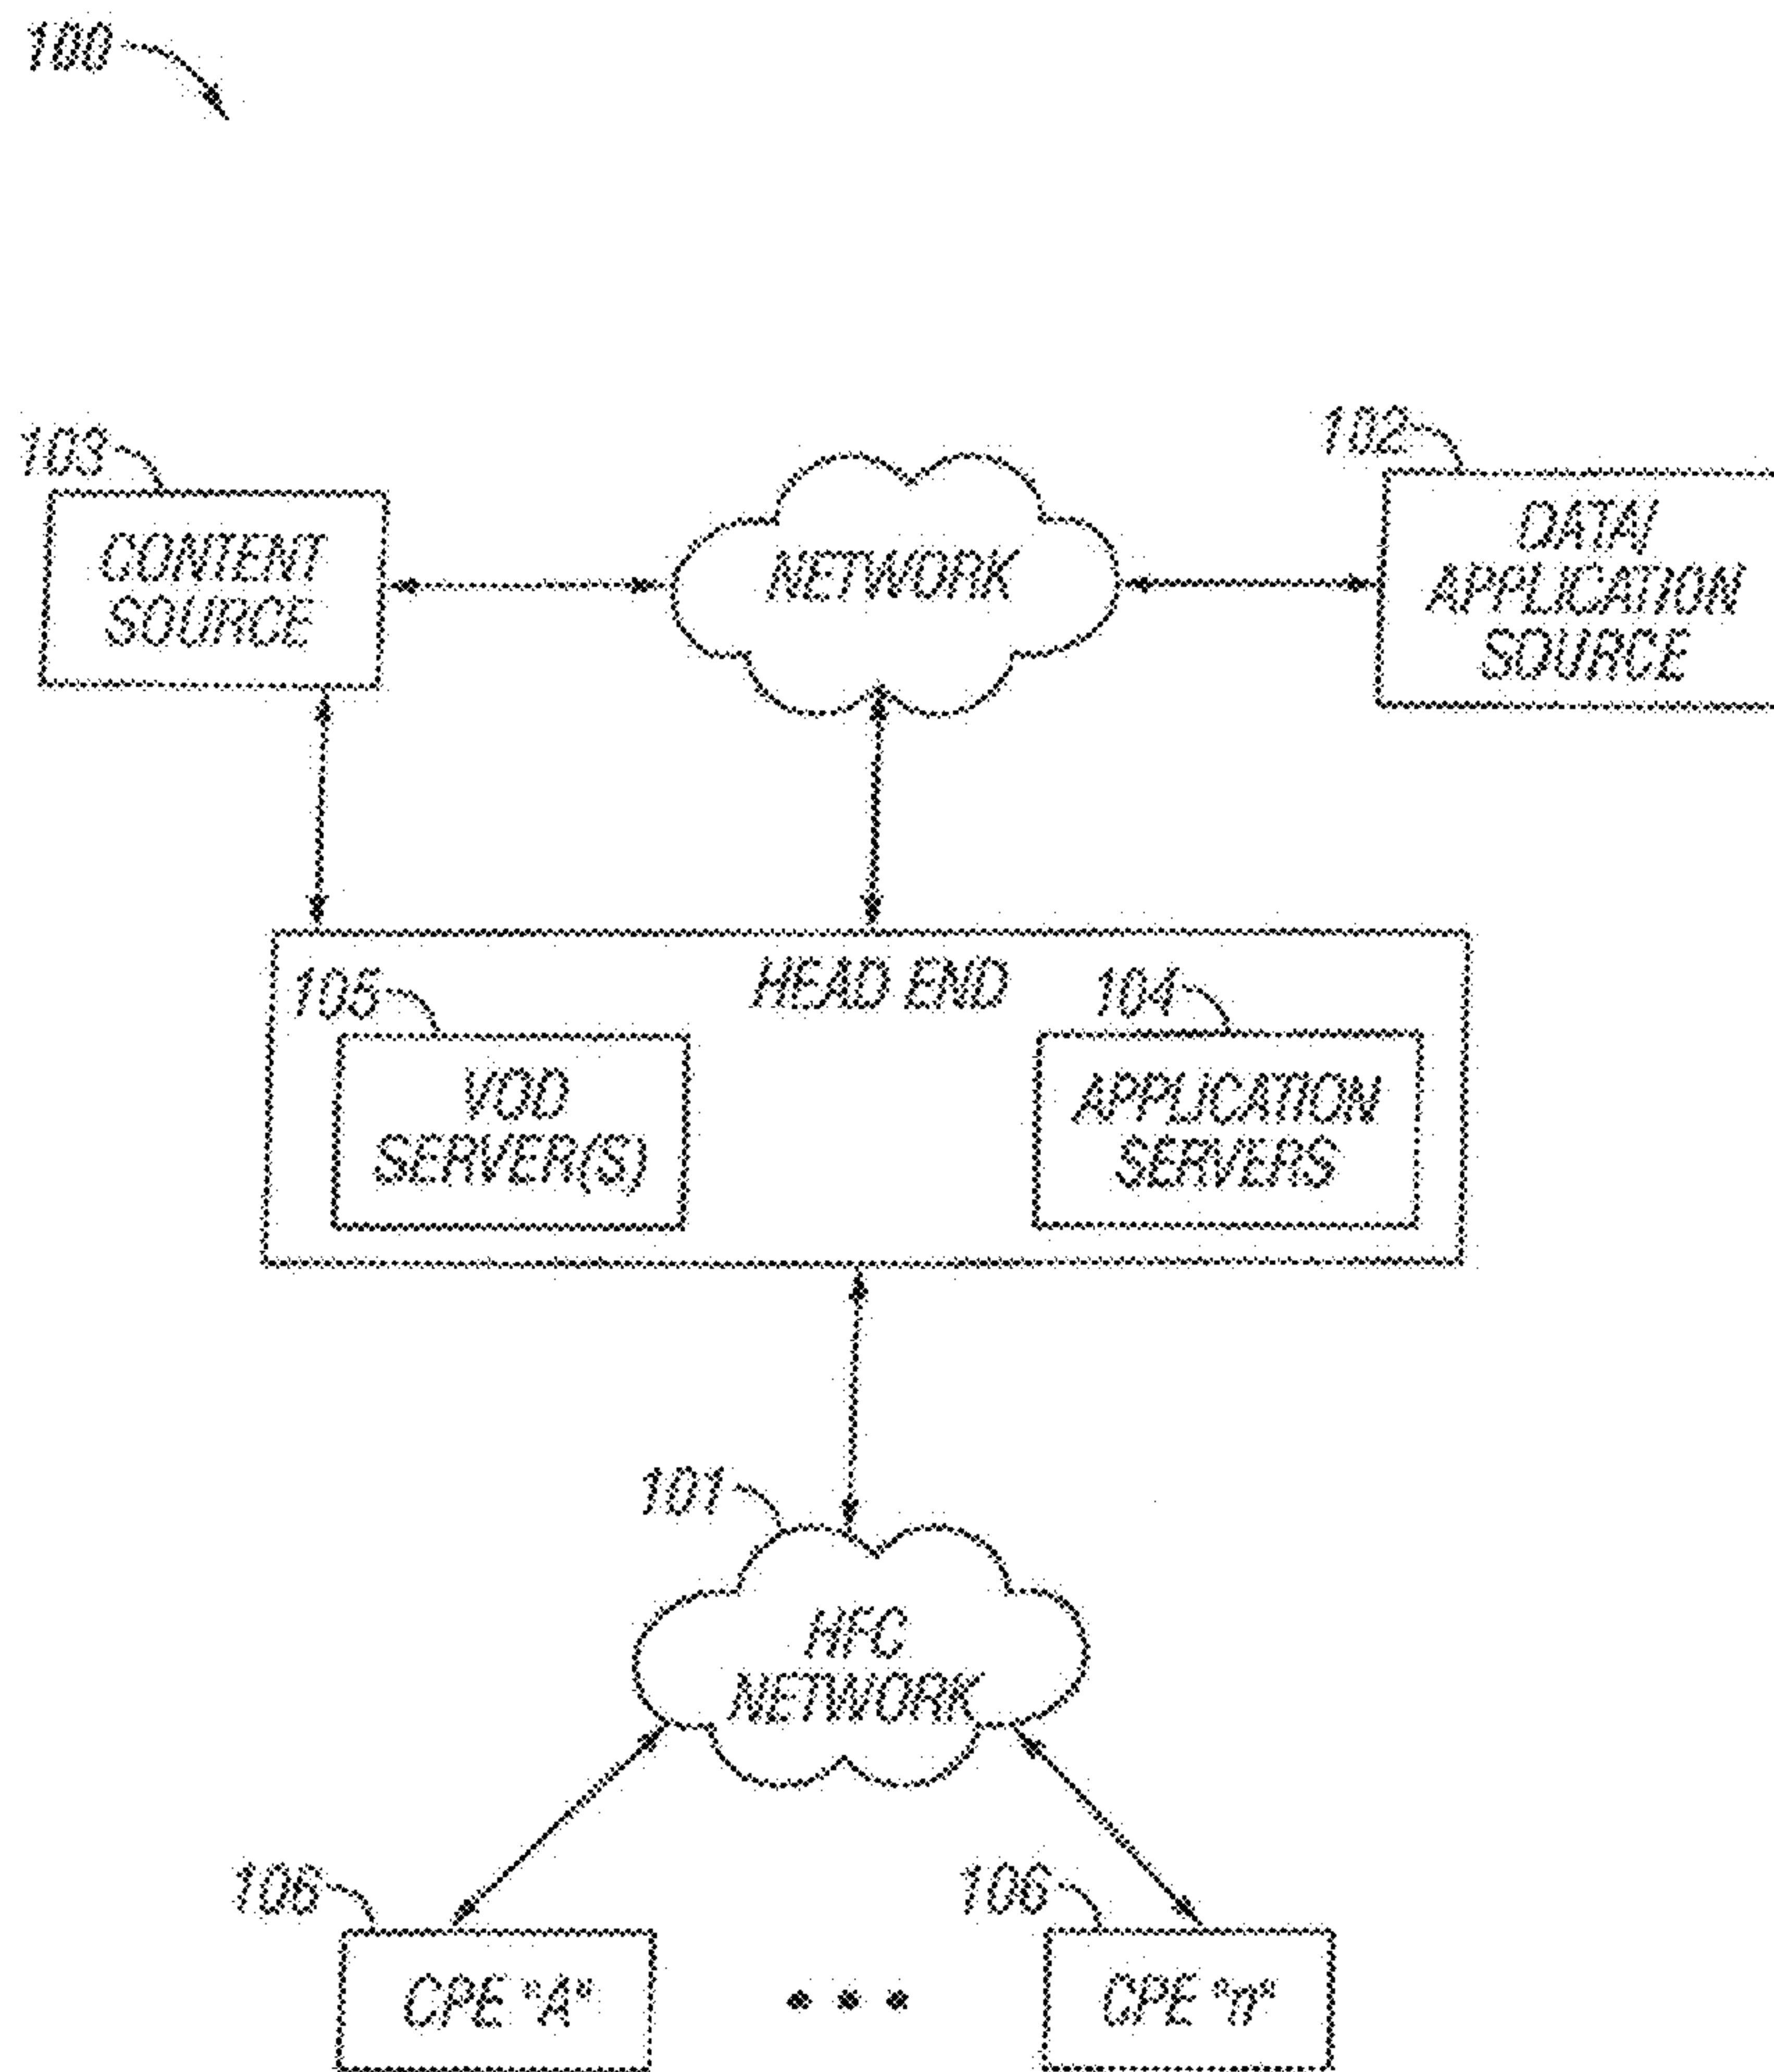 100
103
102
CONTENT
SOURCE
NETWORK
DATA/
APPLICATION
SOURCE
HEAD END
105
104
VOD
SERVER(S)
APPLICATION
SERVERS
101
HFC
NETWORK
106
106
CPE "A"
CPE "n"